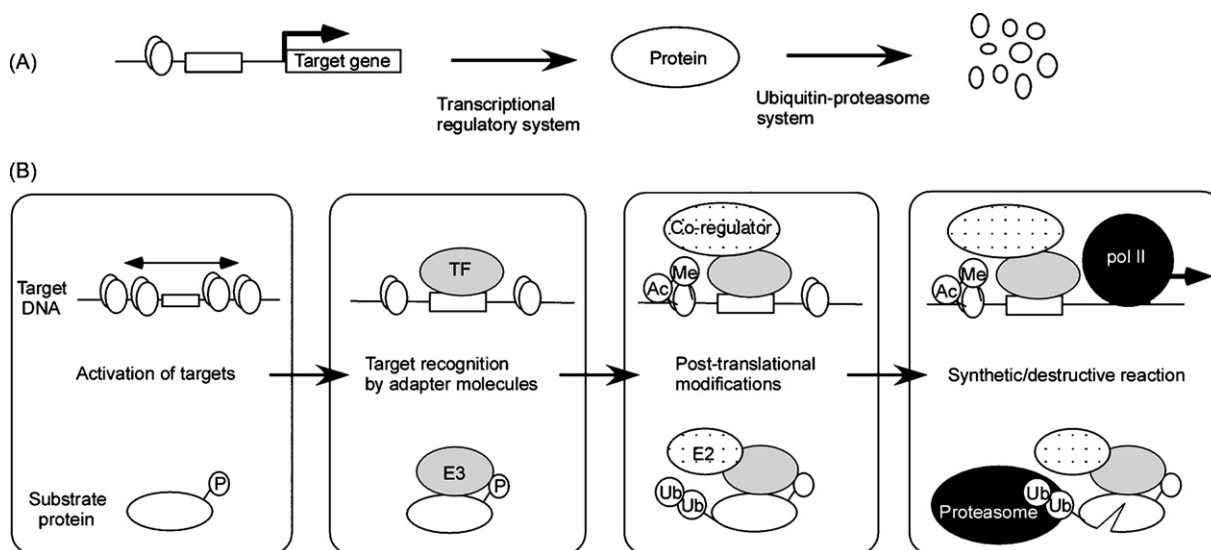 (A)
Target gene
Transcriptional
regulatory system
Protein
Ubiquitin-proteasome
system
(B)
Target
DNA
Activation of targets
Substrate
protein
P
TF
Target recognition
by adapter molecules
E3
P
Co-regulator
Me
Ac
Post-translational
modifications
E2
Ub
Ub
pol II
Me
Ac
Synthetic/destructive reaction
Ub
Ub
Proteasome